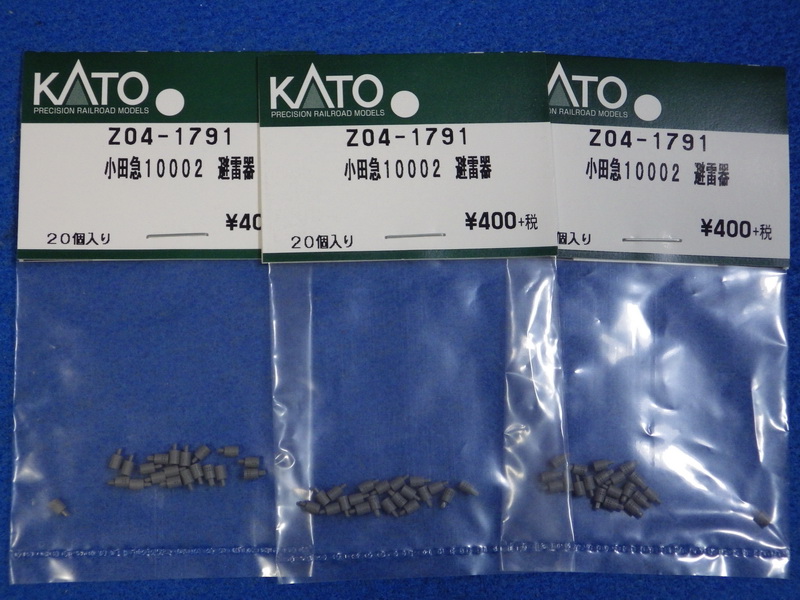 KATO
PRECISION RAILROAD MODELS
Z04-1791
小田急10002 避雷器
¥40
20個入り
KATO
PRECISION RAILROAD MODELS
Z04-1791
小田急10002 避雷器
¥400+税
20個入り
ATO
ION RAILROAD MODELS
Z04-1791
小田急10002 避雷器
¥400+税
個入り